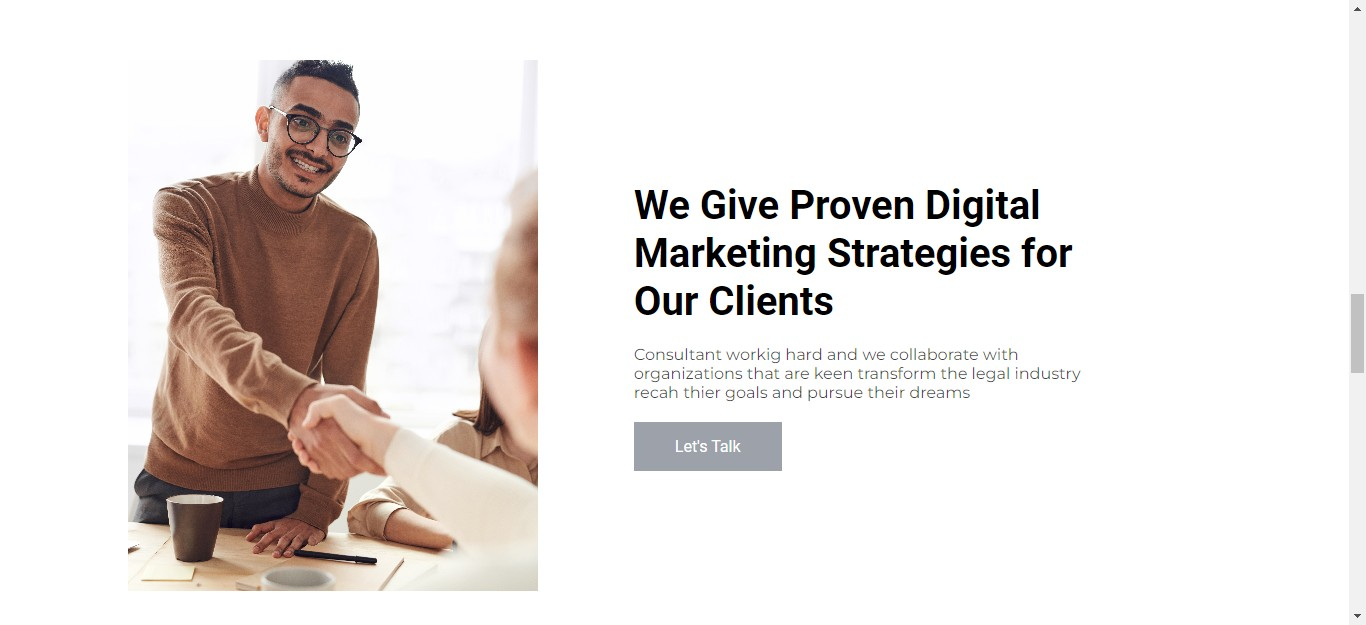 We Give Proven Digital
Marketing Strategies for
Our Clients
Consultant workig hard and we collaborate with
organizations that are keen transform the legal industry
recah thier goals and pursue their dreams
Let's Talk